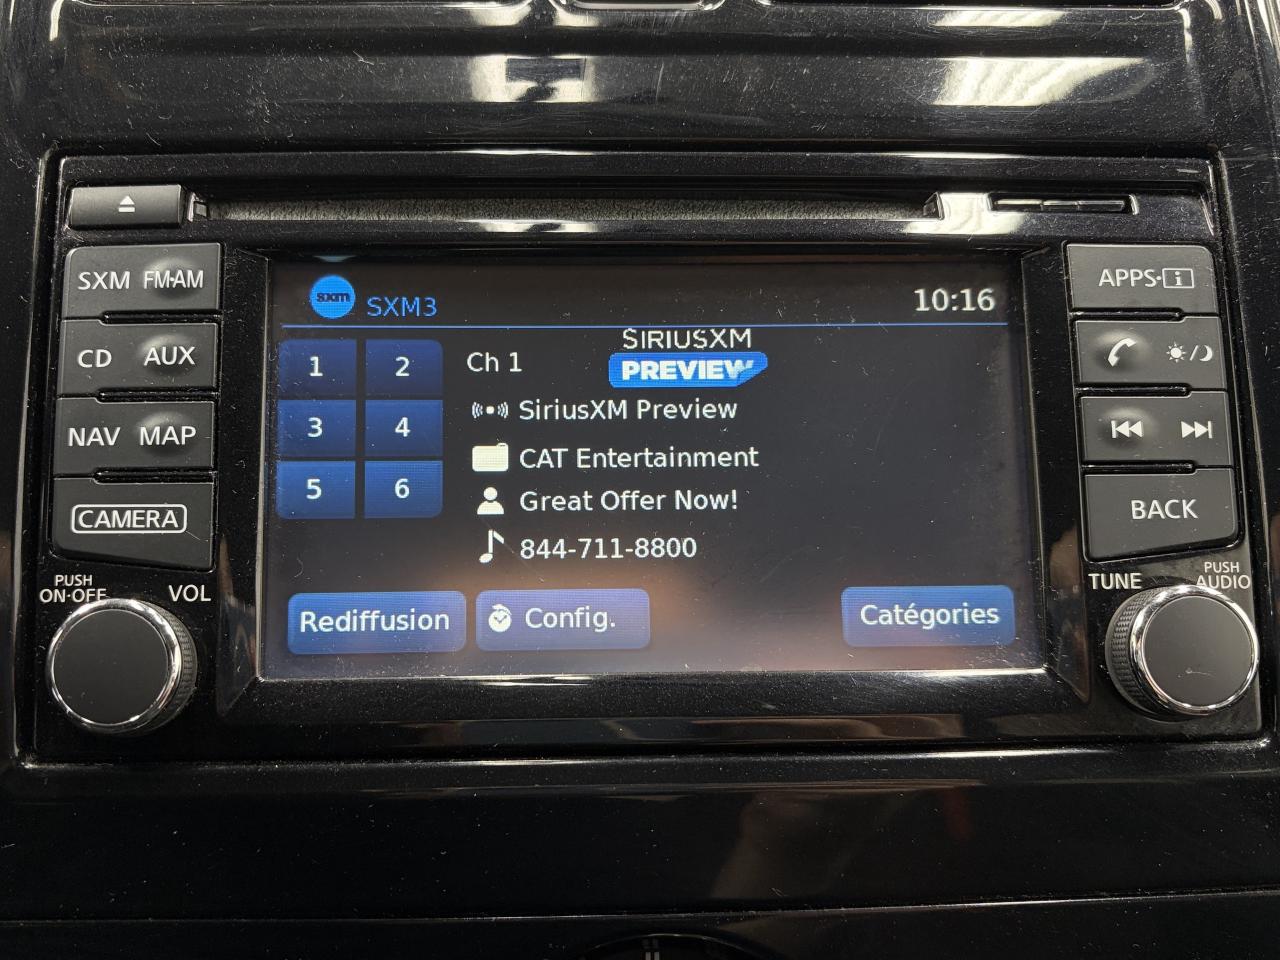 SXM FM·AM
CD AUX
NAV MAP
CAMERA
PUSH
ON·OFF
VOL
sxm
SXM3
10:16
1 2
3 4
5 6
Ch 1
SIRIUSXM
PREVIEW
SiriusXM Preview
CAT Entertainment
Great Offer Now!
844-711-8800
Rediffusion
Config.
Catégories
APPS·i
BACK
TUNE
PUSH
AUDIO